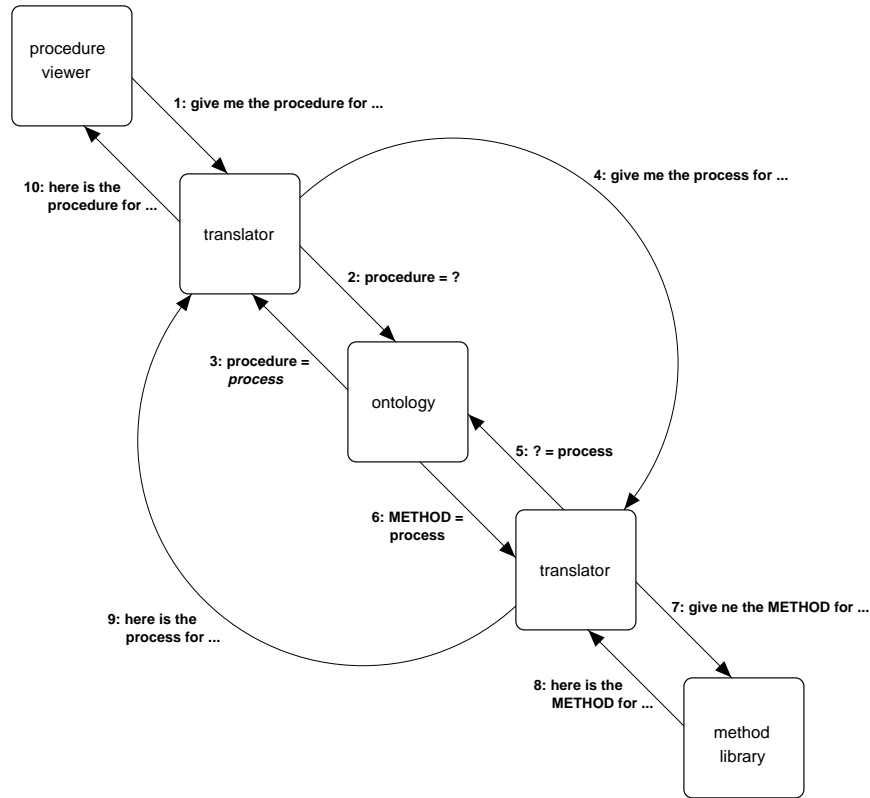 procedure
viewer
1: give me the procedure for ...
10: here is the
procedure for ...
4: give me the process for ...
translator
2: procedure = ?
3: procedure =
process
ontology
5: ? = process
6: METHOD =
process
translator
7: give ne the METHOD for ...
9: here is the
process for ...
8: here is the
METHOD for ...
method
library